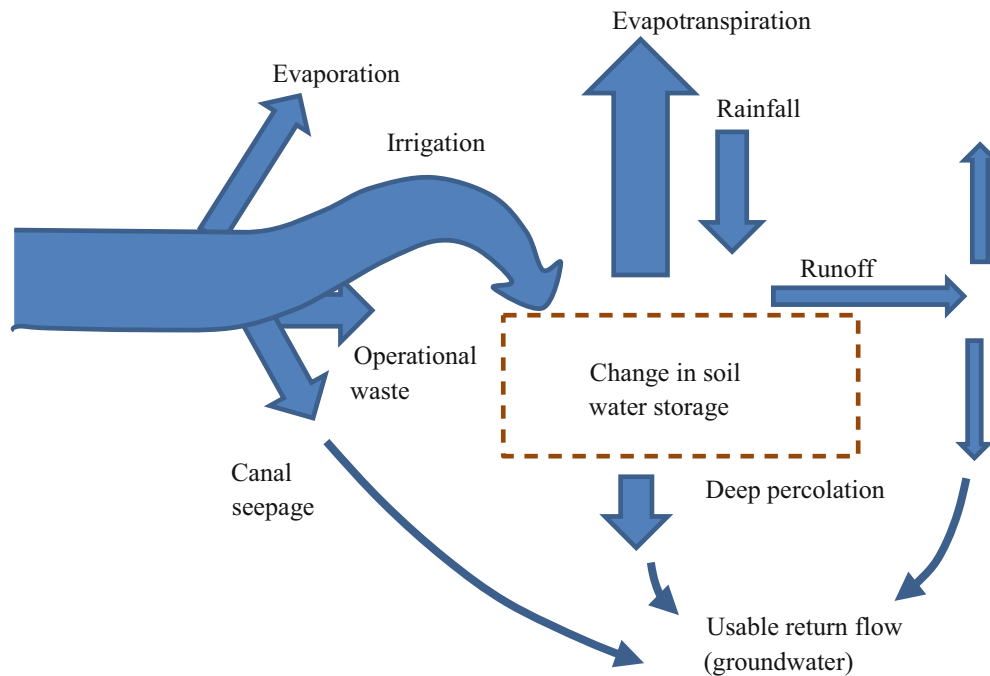 Evapotranspiration
Evaporation
Rainfall
Irrigation
Runoff
Operational
waste
Change in soil
water storage
Canal
seepage
Deep percolation
Usable return flow
(groundwater)